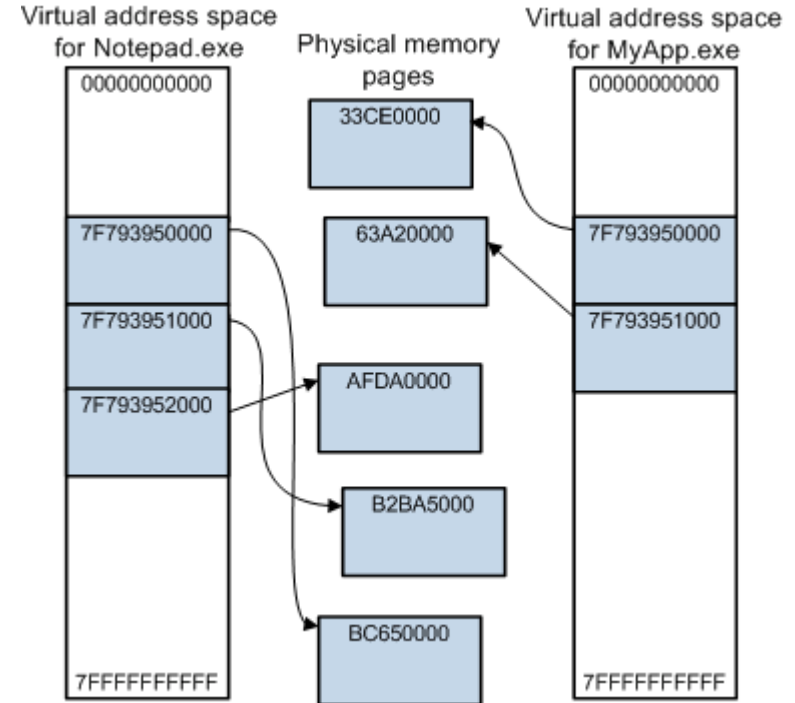 Virtual address space
for Notepad.exe
00000000000
7F793950000
7F793951000
7F793952000
7FFFFFFFFFF
Physical memory
pages
33CE0000
63A20000
AFDA0000
B2BA5000
BC650000
Virtual address space
for MyApp.exe
00000000000
7F793950000
7F793951000
7FFFFFFFFFF